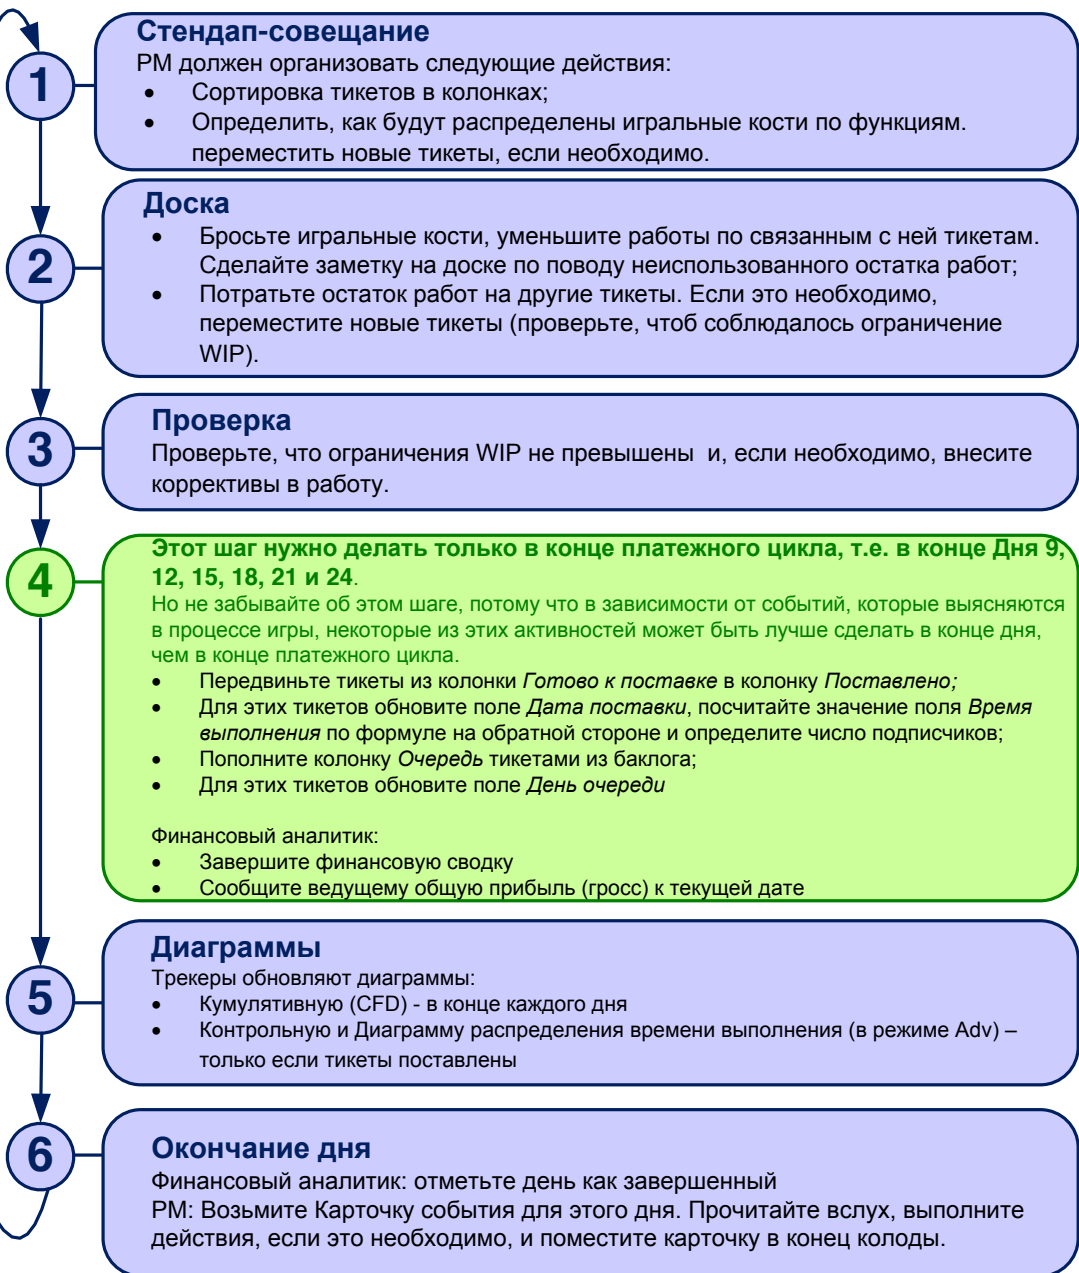 1
Стендап-совещание
PM должен организовать следующие действия:
• Сортировка тикетов в колонках;
• Определить, как будут распределены игральные кости по функциям.
переместить новые тикеты, если необходимо.
2
Доска
• Бросьте игральные кости, уменьшите работы по связанным с ней тикетам.
Сделайте заметку на доске по поводу неиспользованного остатка работ;
• Потратьте остаток работ на другие тикеты. Если это необходимо,
переместите новые тикеты (проверьте, чтоб соблюдалось ограничение
WIP).
3
Проверка
Проверьте, что ограничения WIP не превышены и, если необходимо, внесите
коррективы в работу.
4
Этот шаг нужно делать только в конце платежного цикла, т.е. в конце Дня 9,
12, 15, 18, 21 и 24.
Но не забывайте об этом шаге, потому что в зависимости от событий, которые выясняются
в процессе игры, некоторые из этих активностей может быть лучше сделать в конце дня,
чем в конце платежного цикла.
• Передвиньте тикеты из колонки Готово к поставке в колонку Поставлено;
• Для этих тикетов обновите поле Дата поставки, посчитайте значение поля Время
выполнения по формуле на обратной стороне и определите число подписчиков;
• Пополните колонку Очередь тикетами из баклога;
• Для этих тикетов обновите поле День очереди
Финансовый аналитик:
• Завершите финансовую сводку
• Сообщите ведущему общую прибыль (гросс) к текущей дате
5
Диаграммы
Трекеры обновляют диаграммы:
• Кумулятивную (CFD) - в конце каждого дня
• Контрольную и Диаграмму распределения времени выполнения (в режиме Adv) –
только если тикеты поставлены
6
Окончание дня
Финансовый аналитик: отметьте день как завершенный
PM: Возьмите Карточку события для этого дня. Прочитайте вслух, выполните
действия, если это необходимо, и поместите карточку в конец колоды.